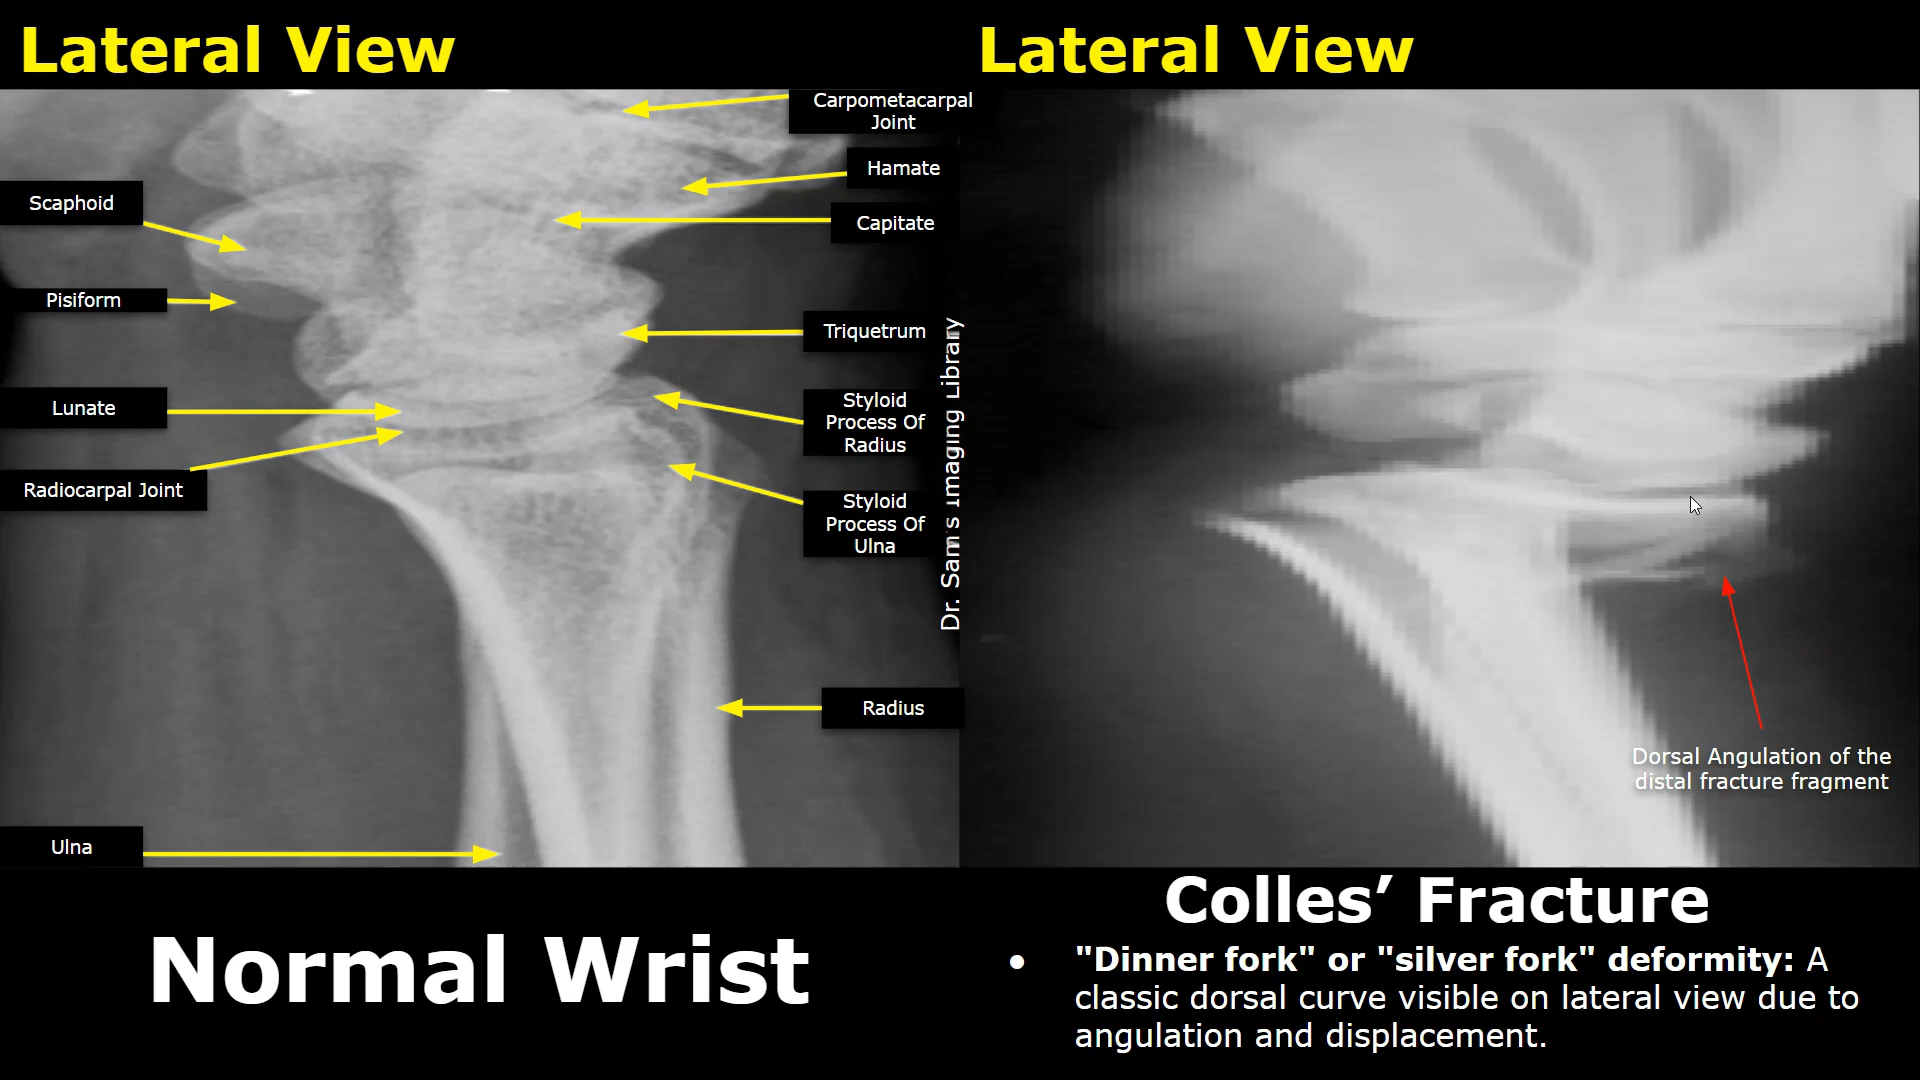 Lateral View
Carpometacarpal
Joint
Hamate
Scaphoid
Capitate
Pisiform
Triquetrum
Lunate
Styloid
Process Of
Radius
Radiocarpal Joint
Styloid
Process Of
Ulna
Radius
Ulna
Normal Wrist
Dr. Sam's Imaging Library
Lateral View
Dorsal Angulation of the
distal fracture fragment
Colles’ Fracture
• "Dinner fork" or "silver fork" deformity: A
classic dorsal curve visible on lateral view due to
angulation and displacement.